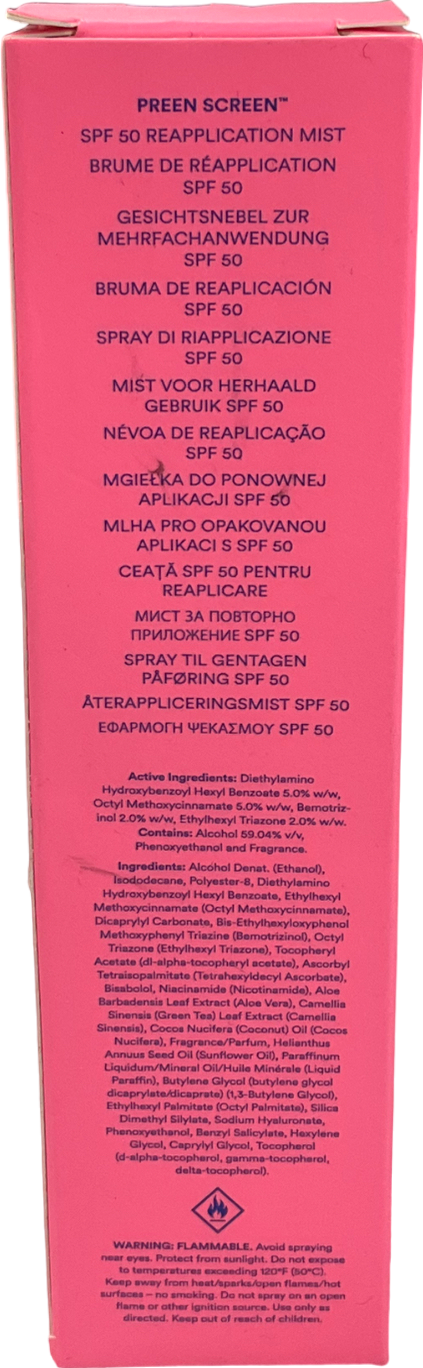 PREEN SCREEN™
SPF 50 REAPPLICATION MIST
BRUME DE RÉAPPLICATION
SPF 50
GESICHTSNEBEL ZUR
MEHRFACHANWENDUNG
SPF 50
BRUMA DE REAPLICACIÓN
SPF 50
SPRAY DI RIAPPLICAZIONE
SPF 50
MIST VOOR HERHAALD
GEBRUIK SPF 50
NÉVOA DE REAPLICAÇÃO
SPF 50
MGIEŁKA DO PONOWNEJ
APLIKACJI SPF 50
MLHA PRO OPAKOVANOU
APLIKACI S SPF 50
CEAȚĂ SPF 50 PENTRU
REAPLICARE
МИСТ ЗА ПОВТОРНО
ПРИЛОЖЕНИЕ SPF 50
SPRAY TIL GENTAGEN
PÅFØRING SPF 50
ÅTERAPPLICERINGSMIST SPF 50
ΕΦΑΡΜΟΓΗ ΨΕΚΑΣΜΟΥ SPF 50
Active Ingredients: Diethylamino
Hydroxybenzoyl Hexyl Benzoate 5.0% w/w,
Octyl Methoxycinnamate 5.0% w/w, Bemotriz-
inol 2.0% w/w, Ethylhexyl Triazone 2.0% w/w.
Contains: Alcohol 59.04% v/v,
Phenoxyethanol and Fragrance.
Ingredients: Alcohol Denat. (Ethanol),
Isododecane, Polyester-8, Diethylamino
Hydroxybenzoyl Hexyl Benzoate, Ethylhexyl
Methoxycinnamate (Octyl Methoxycinnamate),
Dicaprylyl Carbonate, Bis-Ethylhexyloxyphenol
Methoxyphenyl Triazine (Bemotrizinol), Octyl
Triazone (Ethylhexyl Triazone), Tocopheryl
Acetate (dl-alpha-tocopheryl acetate), Ascorbyl
Tetraisopalmitate (Tetrahexyldecyl Ascorbate),
Bisabolol, Niacinamide (Nicotinamide), Aloe
Barbadensis Leaf Extract (Aloe Vera), Camellia
Sinensis (Green Tea) Leaf Extract (Camellia
Sinensis), Cocos Nucifera (Coconut) Oil (Cocos
Nucifera), Fragrance/Parfum, Helianthus
Annuus Seed Oil (Sunflower Oil), Paraffinum
Liquidum/Mineral Oil/Huile Minérale (Liquid
Paraffin), Butylene Glycol (butylene glycol
dicaprylate/dicaprate) (1,3-Butylene Glycol),
Ethylhexyl Palmitate (Octyl Palmitate), Silica
Dimethyl Silylate, Sodium Hyaluronate,
Phenoxyethanol, Benzyl Salicylate, Hexylene
Glycol, Caprylyl Glycol, Tocopherol
(d-alpha-tocopherol, gamma-tocopherol,
delta-tocopherol).
WARNING: FLAMMABLE. Avoid spraying
near eyes. Protect from sunlight. Do not expose
to temperatures exceeding 120°F (50°C).
Keep away from heat/sparks/open flames/hot
surfaces – no smoking. Do not spray on an open
flame or other ignition source. Use only as
directed. Keep out of reach of children.